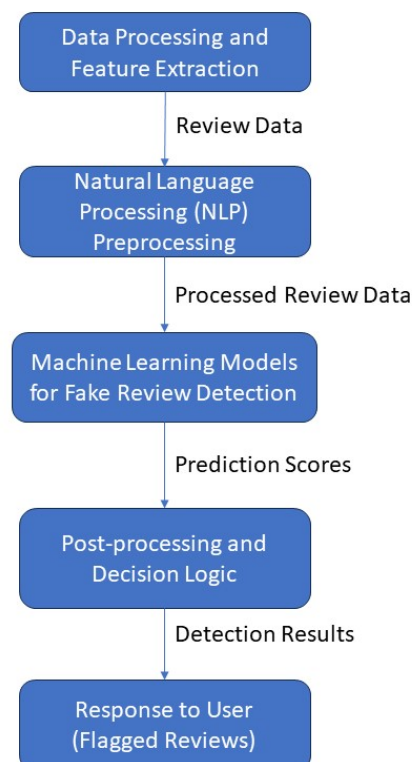 Data Processing and
Feature Extraction
Review Data
Natural Language
Processing (NLP)
Preprocessing
Processed Review Data
Machine Learning Models
for Fake Review Detection
Prediction Scores
Post-processing and
Decision Logic
Detection Results
Response to User
(Flagged Reviews)